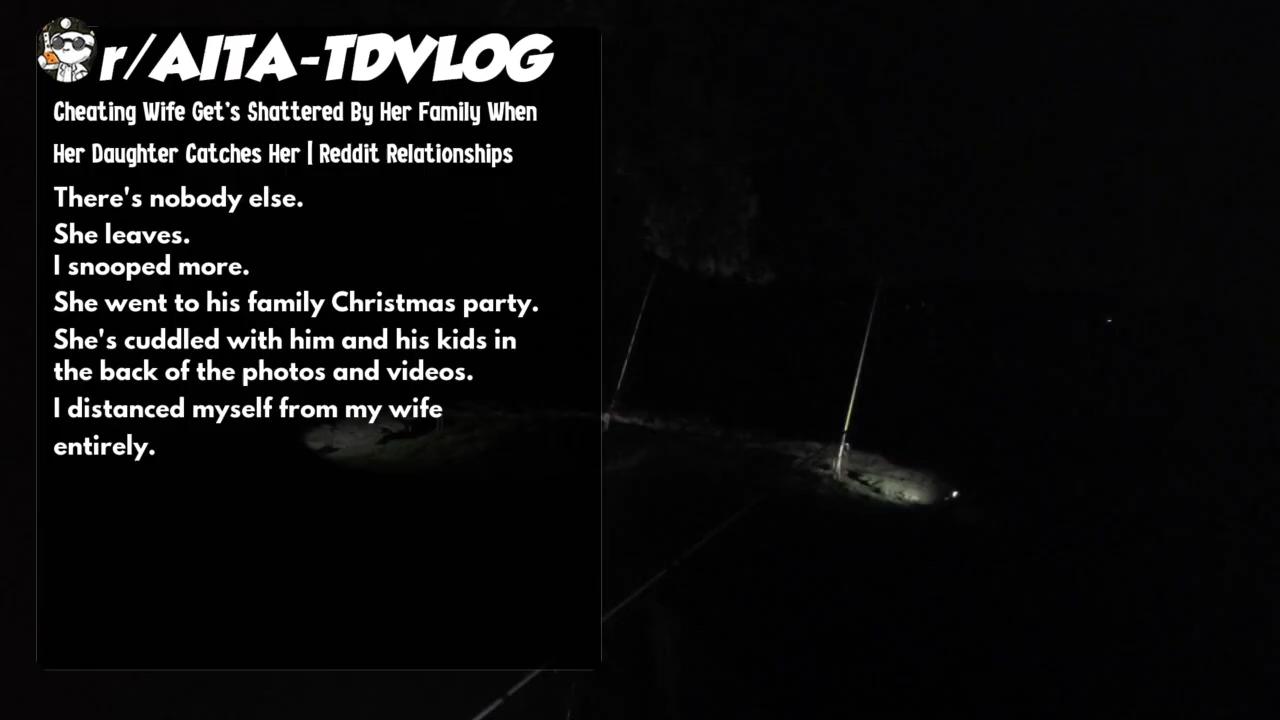 r/AITA-TDVLOG
Cheating Wife Get's Shattered By Her Family When
Her Daughter Catches Her | Reddit Relationships
There's nobody else.
She leaves.
I snooped more.
She went to his family Christmas party.
She's cuddled with him and his kids in
the back of the photos and videos.
I distanced myself from my wife
entirely.